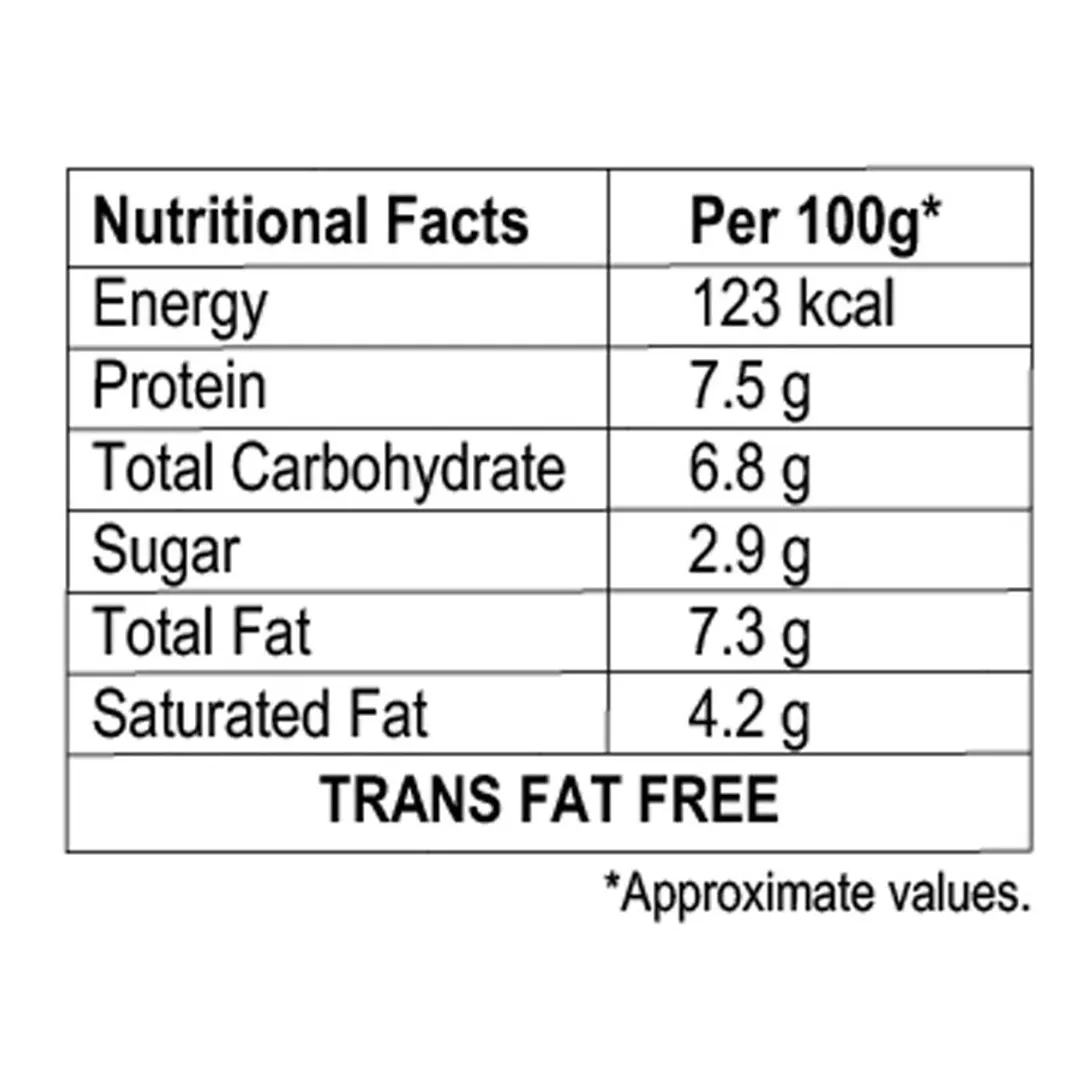 Nutritional Facts Per 100g*
Energy 123 kcal
Protein 7.5 g
Total Carbohydrate 6.8 g
Sugar 2.9 g
Total Fat 7.3 g
Saturated Fat 4.2 g
TRANS FAT FREE
*Approximate values.